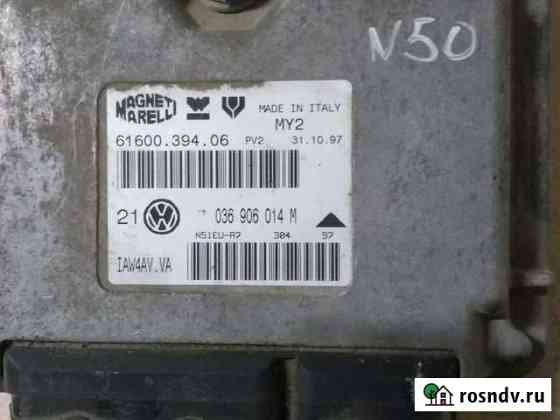 N50
MAGNETI MARELLI
MADE IN ITALY
MY2
61600.394.06 PV2 31.10.97
21 036 906 014 M
N51EU-R7 304 97
IAW4AV.VA
rosndv.ru